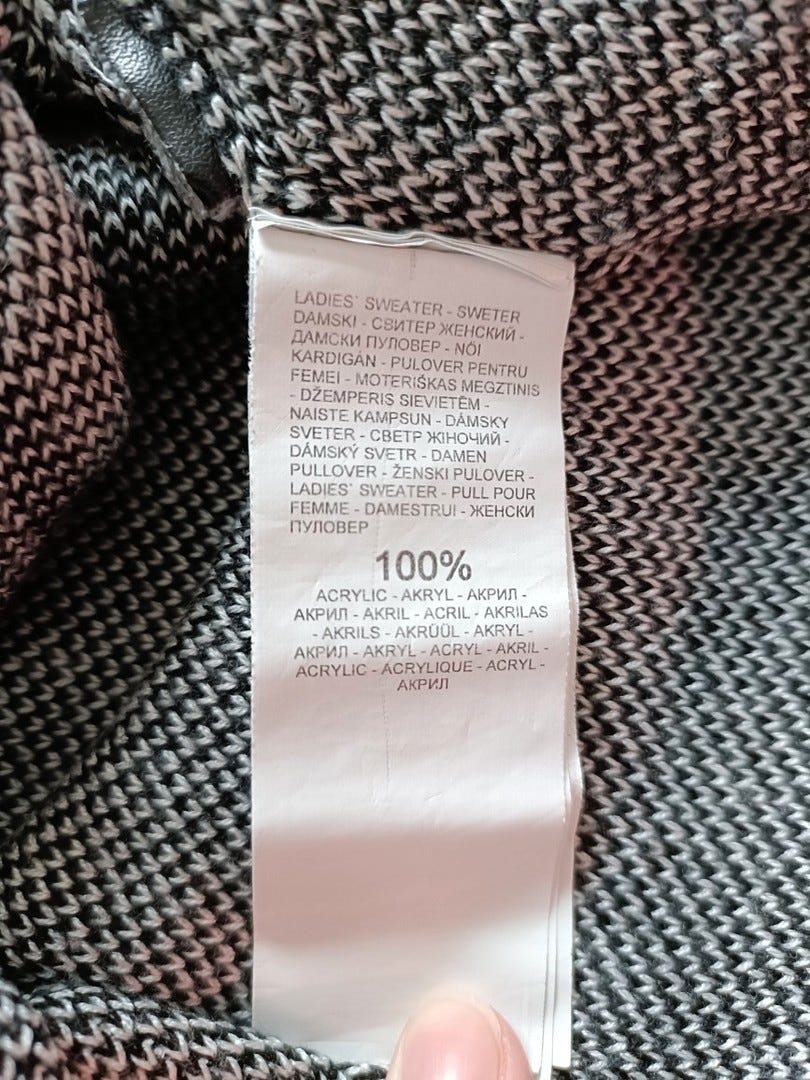 LADIES' SWEATER - SWETER
DAMSKI - СВИТЕР ЖЕНСКИЙ -
ДАМСКИ ПУЛОВЕР - NŐI
KARDIGÁN - PULOVER PENTRU
FEMEI - MOTERIŠKAS MEGZTINIS
- DŽEMPERIS SIEVIETĒM -
NAISTE KAMPSUN - DÁMSKY
SVETER - СВЕТР ЖІНОЧИЙ -
DÁMSKÝ SVETR - DAMEN
PULLOVER - ŽENSKI PULOVER -
LADIES' SWEATER - PULL POUR
FEMME - DAMESTRUI - ЖЕНСКИ
ПУЛОВЕР
100%
ACRYLIC - AKRYL - АКРИЛ -
АКРИЛ - AKRIL - ACRIL - AKRILAS
- AKRILS - AKRÜÜL - AKRYL -
АКРИЛ - AKRYL - ACRYL - AKRIL -
ACRYLIC - ACRYLIQUE - ACRYL -
АКРИЛ